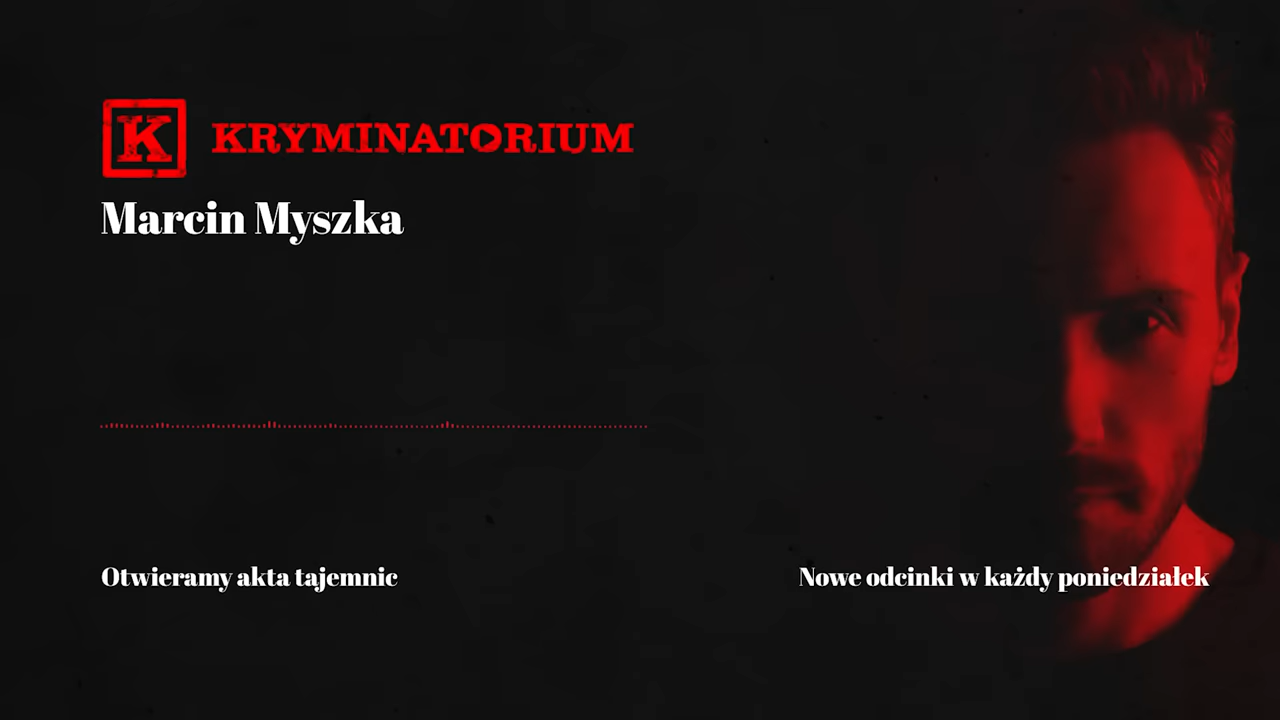 K KRYMINATORIUM
Marcin Myszka
Otwieramy akta tajemnic
Nowe odcinki w każdy poniedziałek